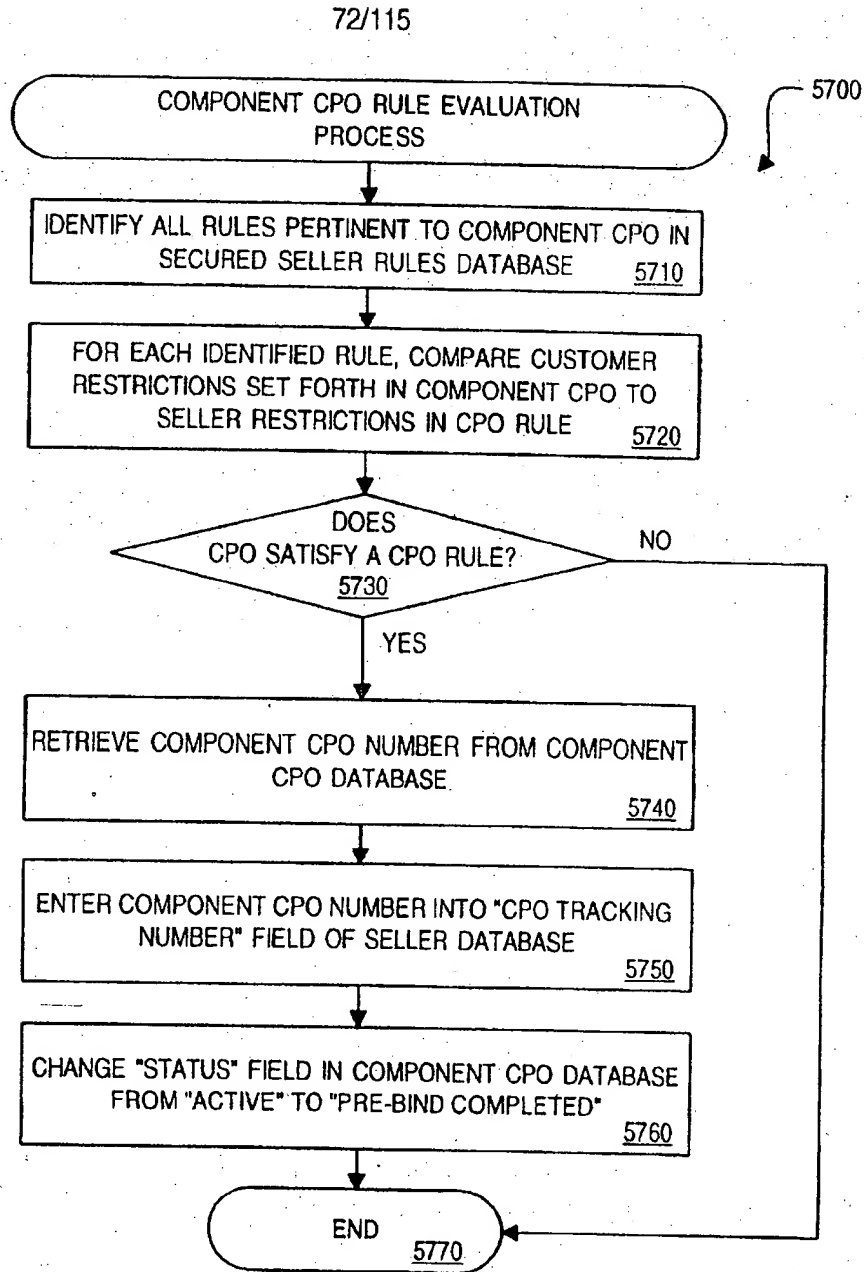 72/115
COMPONENT CPO RULE EVALUATION
PROCESS
5700
IDENTIFY ALL RULES PERTINENT TO COMPONENT CPO IN
SECURED SELLER RULES DATABASE 5710
FOR EACH IDENTIFIED RULE, COMPARE CUSTOMER
RESTRICTIONS SET FORTH IN COMPONENT CPO TO
SELLER RESTRICTIONS IN CPO RULE 5720
DOES
CPO SATISFY A CPO RULE?
5730
NO
YES
RETRIEVE COMPONENT CPO NUMBER FROM COMPONENT
CPO DATABASE
5740
ENTER COMPONENT CPO NUMBER INTO "CPO TRACKING
NUMBER" FIELD OF SELLER DATABASE
5750
CHANGE "STATUS" FIELD IN COMPONENT CPO DATABASE
FROM "ACTIVE" TO "PRE-BIND COMPLETED"
5760
END
5770